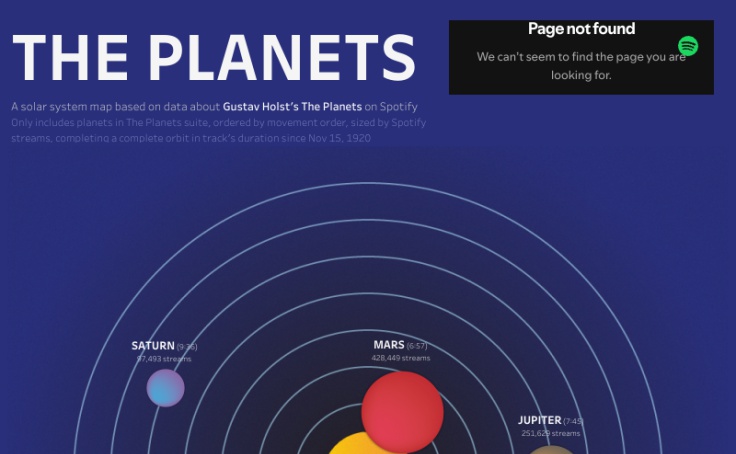 THE PLANETS
A solar system map based on data about Gustav Holst's The Planets on Spotify
Only includes planets in The Planets suite, ordered by movement order, sized by Spotify
streams, completing a complete orbit in track's duration since Nov 15, 1920
Page not found
We can't seem to find the page you are
looking for.
SATURN (9:36)
97,493 streams
MARS (6:57)
428,449 streams
JUPITER (7:45)
251,629 streams